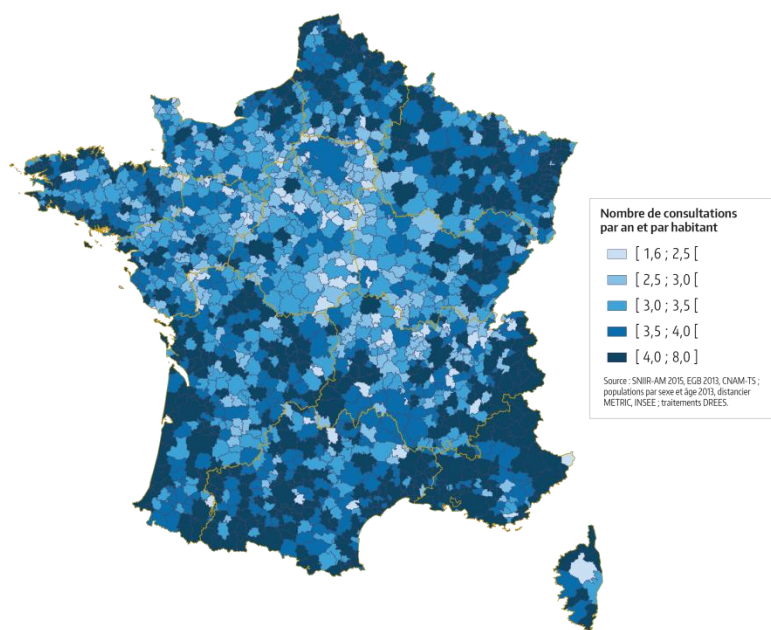 Nombre de consultations
par an et par habitant
[ 1,6 ; 2,5 [
[ 2,5 ; 3,0 [
[ 3,0 ; 3,5 [
[ 3,5 ; 4,0 [
[ 4,0 ; 8,0 ]
Source : SNIIR-AM 2015, EGB 2013, CNAM-TS ;
populations par sexe et âge 2013, distancier
METRIC, INSEE ; traitements DREES.